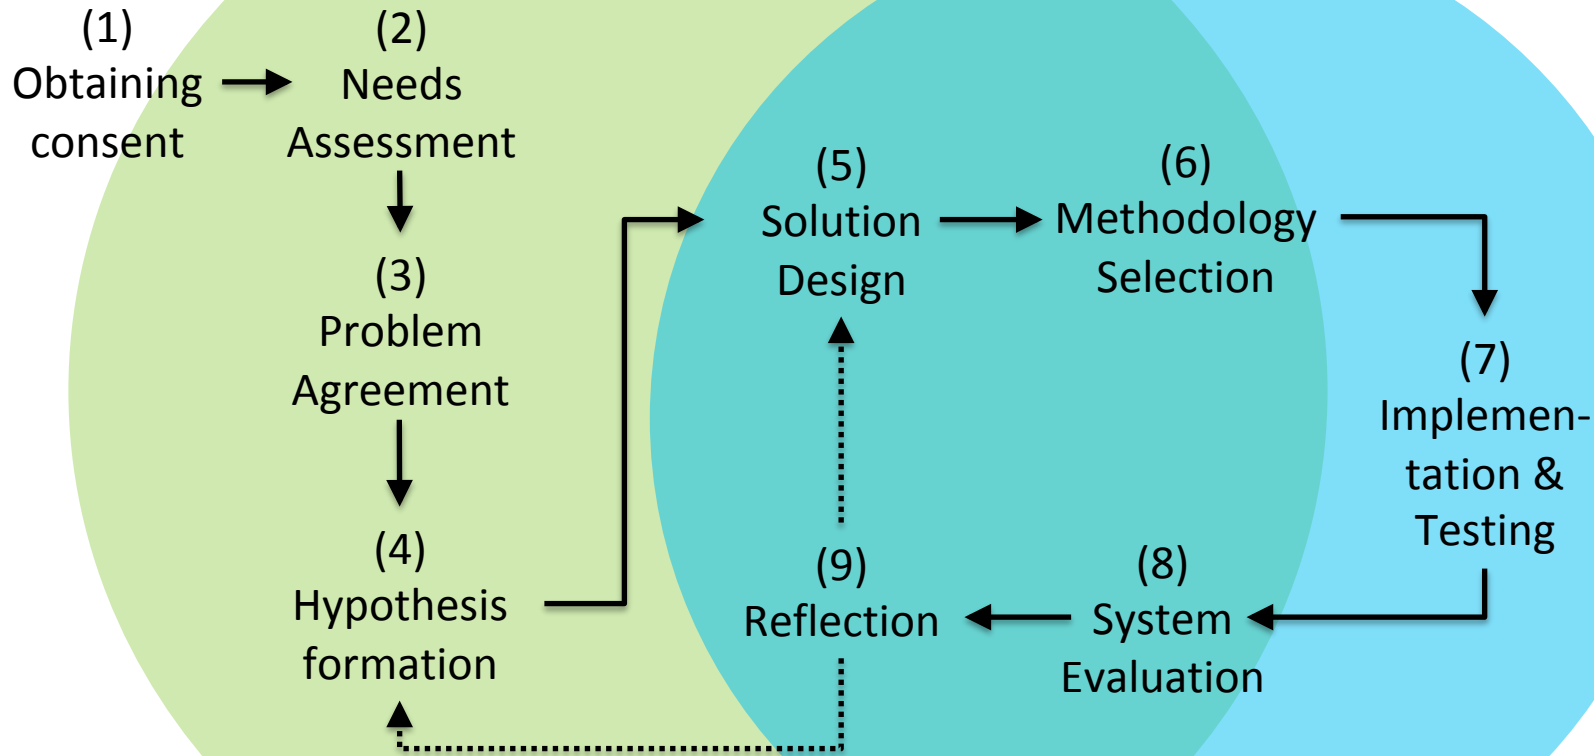 (1)
Obtaining
consent
(2)
Needs
Assessment
(3)
Problem
Agreement
(4)
Hypothesis
formation
(5)
Solution
Design
(6)
Methodology
Selection
(7)
Implemen-
tation &
Testing
(8)
System
Evaluation
(9)
Reflection